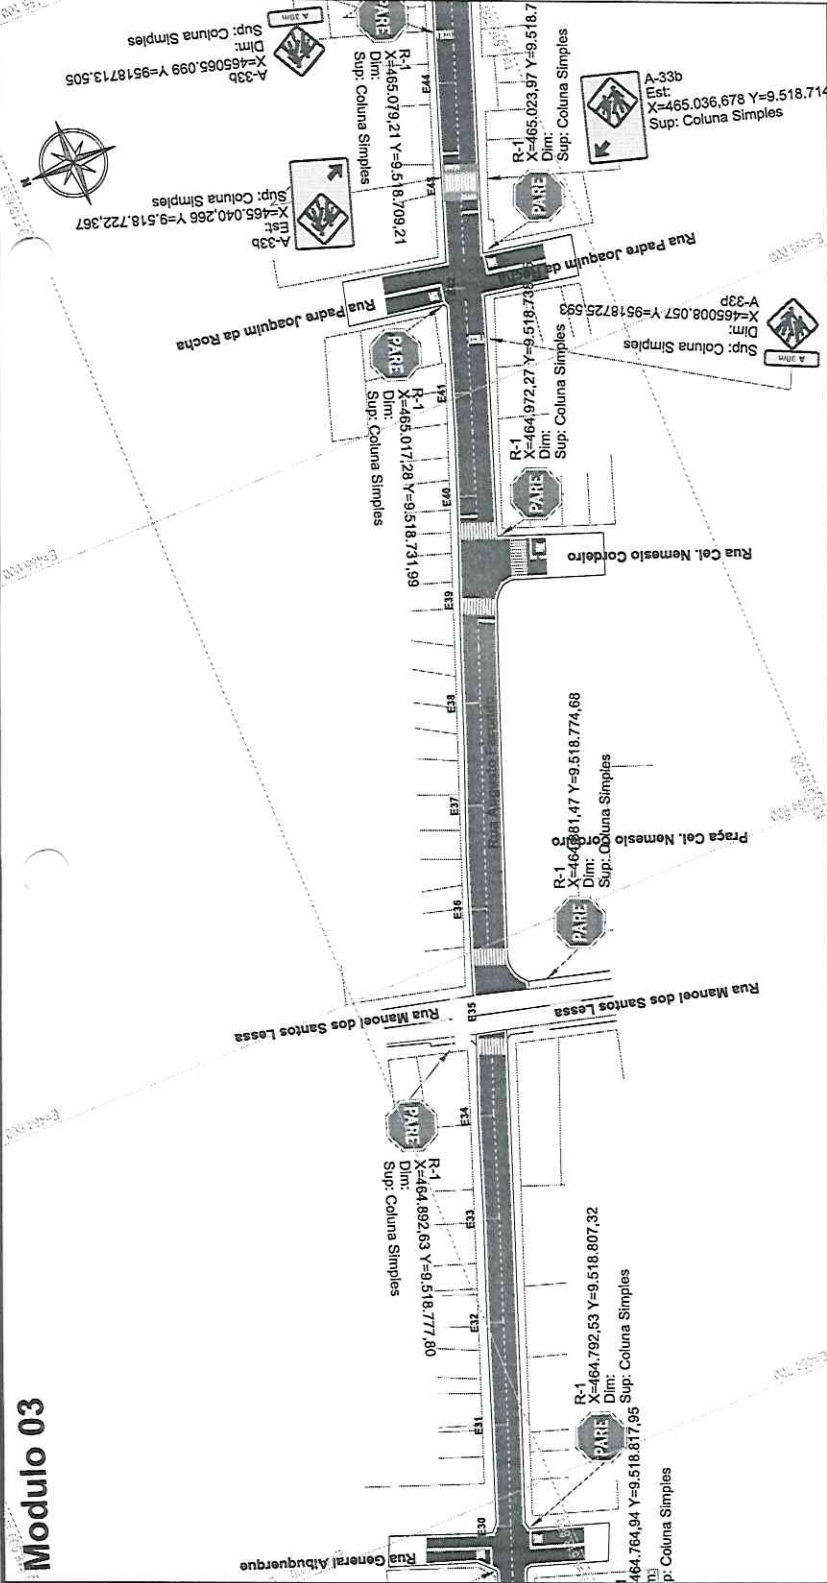 Modulo 03
A-33b
X=465065.099 Y=9518713.505
Dim:
Sup: Coluna Simples
A 30m
PARE
R-1
X=465.079,21 Y=9.518.709,21
Dim:
Sup: Coluna Simples
A-33b
Est:
X=465.040,266 Y=9.518.722,367
Sup: Coluna Simples
N
A-33b
Est:
X=465.036,678 Y=9.518.714
Sup: Coluna Simples
R-1
X=465.023,97 Y=9.518.7
Dim:
Sup: Coluna Simples
PARE
Rua Padre Joaquim da Rocha
Rua Padre Joaquim da Rocha
PARE
R-1
X=465.017,28 Y=9.518.731,99
Dim:
Sup: Coluna Simples
A-33b
X=465008.057 Y=9518725.593
Dim:
Sup: Coluna Simples
A 30m
R-1
X=464.972,27 Y=9.518.738
Dim:
Sup: Coluna Simples
PARE
Rua Cel. Nemesio Cordeiro
E44
E43
E42
E41
E40
E39
E38
E37
E36
E35
E34
E33
E32
E31
E30
Rua Augusto
R-1
X=464.881,47 Y=9.518.774,68
Dim:
Sup: Coluna Simples
PARE
Praça Cel. Nemesio Cordeiro
Rua Manoel dos Santos Lessa
Rua Manoel dos Santos Lessa
PARE
R-1
X=464.892,63 Y=9.518.777,80
Dim:
Sup: Coluna Simples
R-1
X=464.792,53 Y=9.518.807,32
Dim:
Sup: Coluna Simples
PARE
464.764,94 Y=9.518.817,95
p: Coluna Simples
Rua General Albuquerque